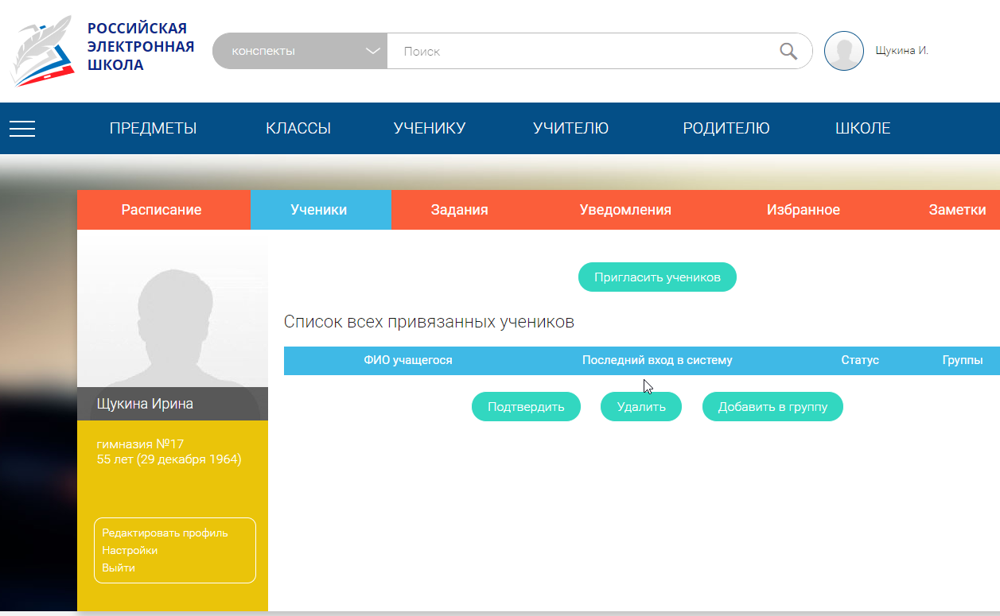 РОССИЙСКАЯ
ЭЛЕКТРОННАЯ
ШКОЛА
конспекты
Поиск
Щукина И.
ПРЕДМЕТЫ КЛАССЫ УЧЕНИКУ УЧИТЕЛЮ РОДИТЕЛЮ ШКОЛЕ
Расписание Ученики Задания Уведомления Избранное Заметки
Пригласить учеников
Список всех привязанных учеников
ФИО учащегося Последний вход в систему Статус Группы
Подтвердить Удалить Добавить в группу
Щукина Ирина
гимназия №17
55 лет (29 декабря 1964)
Редактировать профиль
Настройки
Выйти